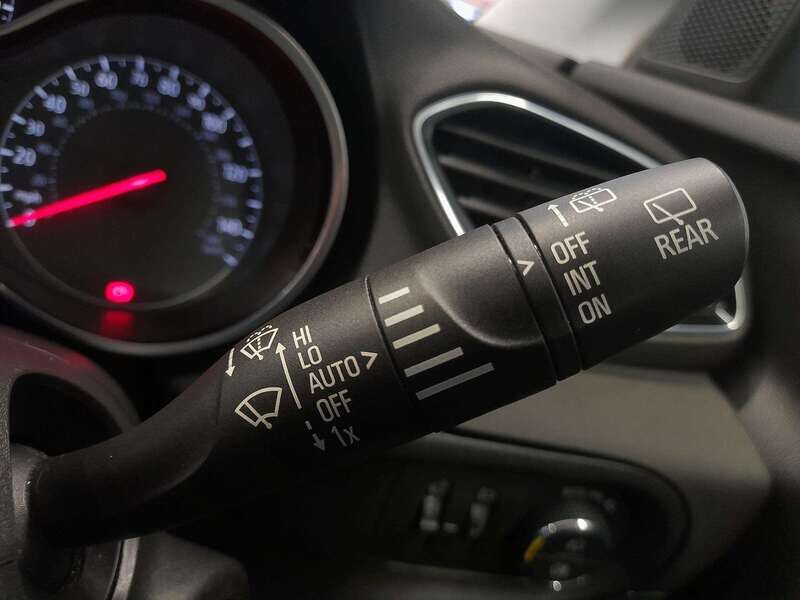 HI
LO
AUTO >
OFF
1x
>
OFF
INT
ON
REAR